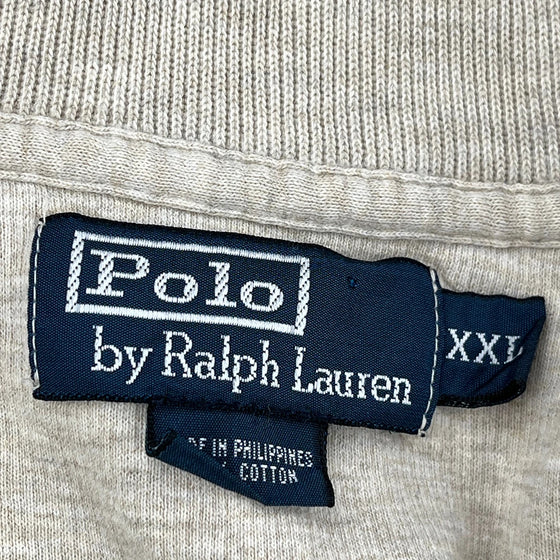 Polo
by Ralph Lauren
XXL
IN PHILIPPINES
COTTON